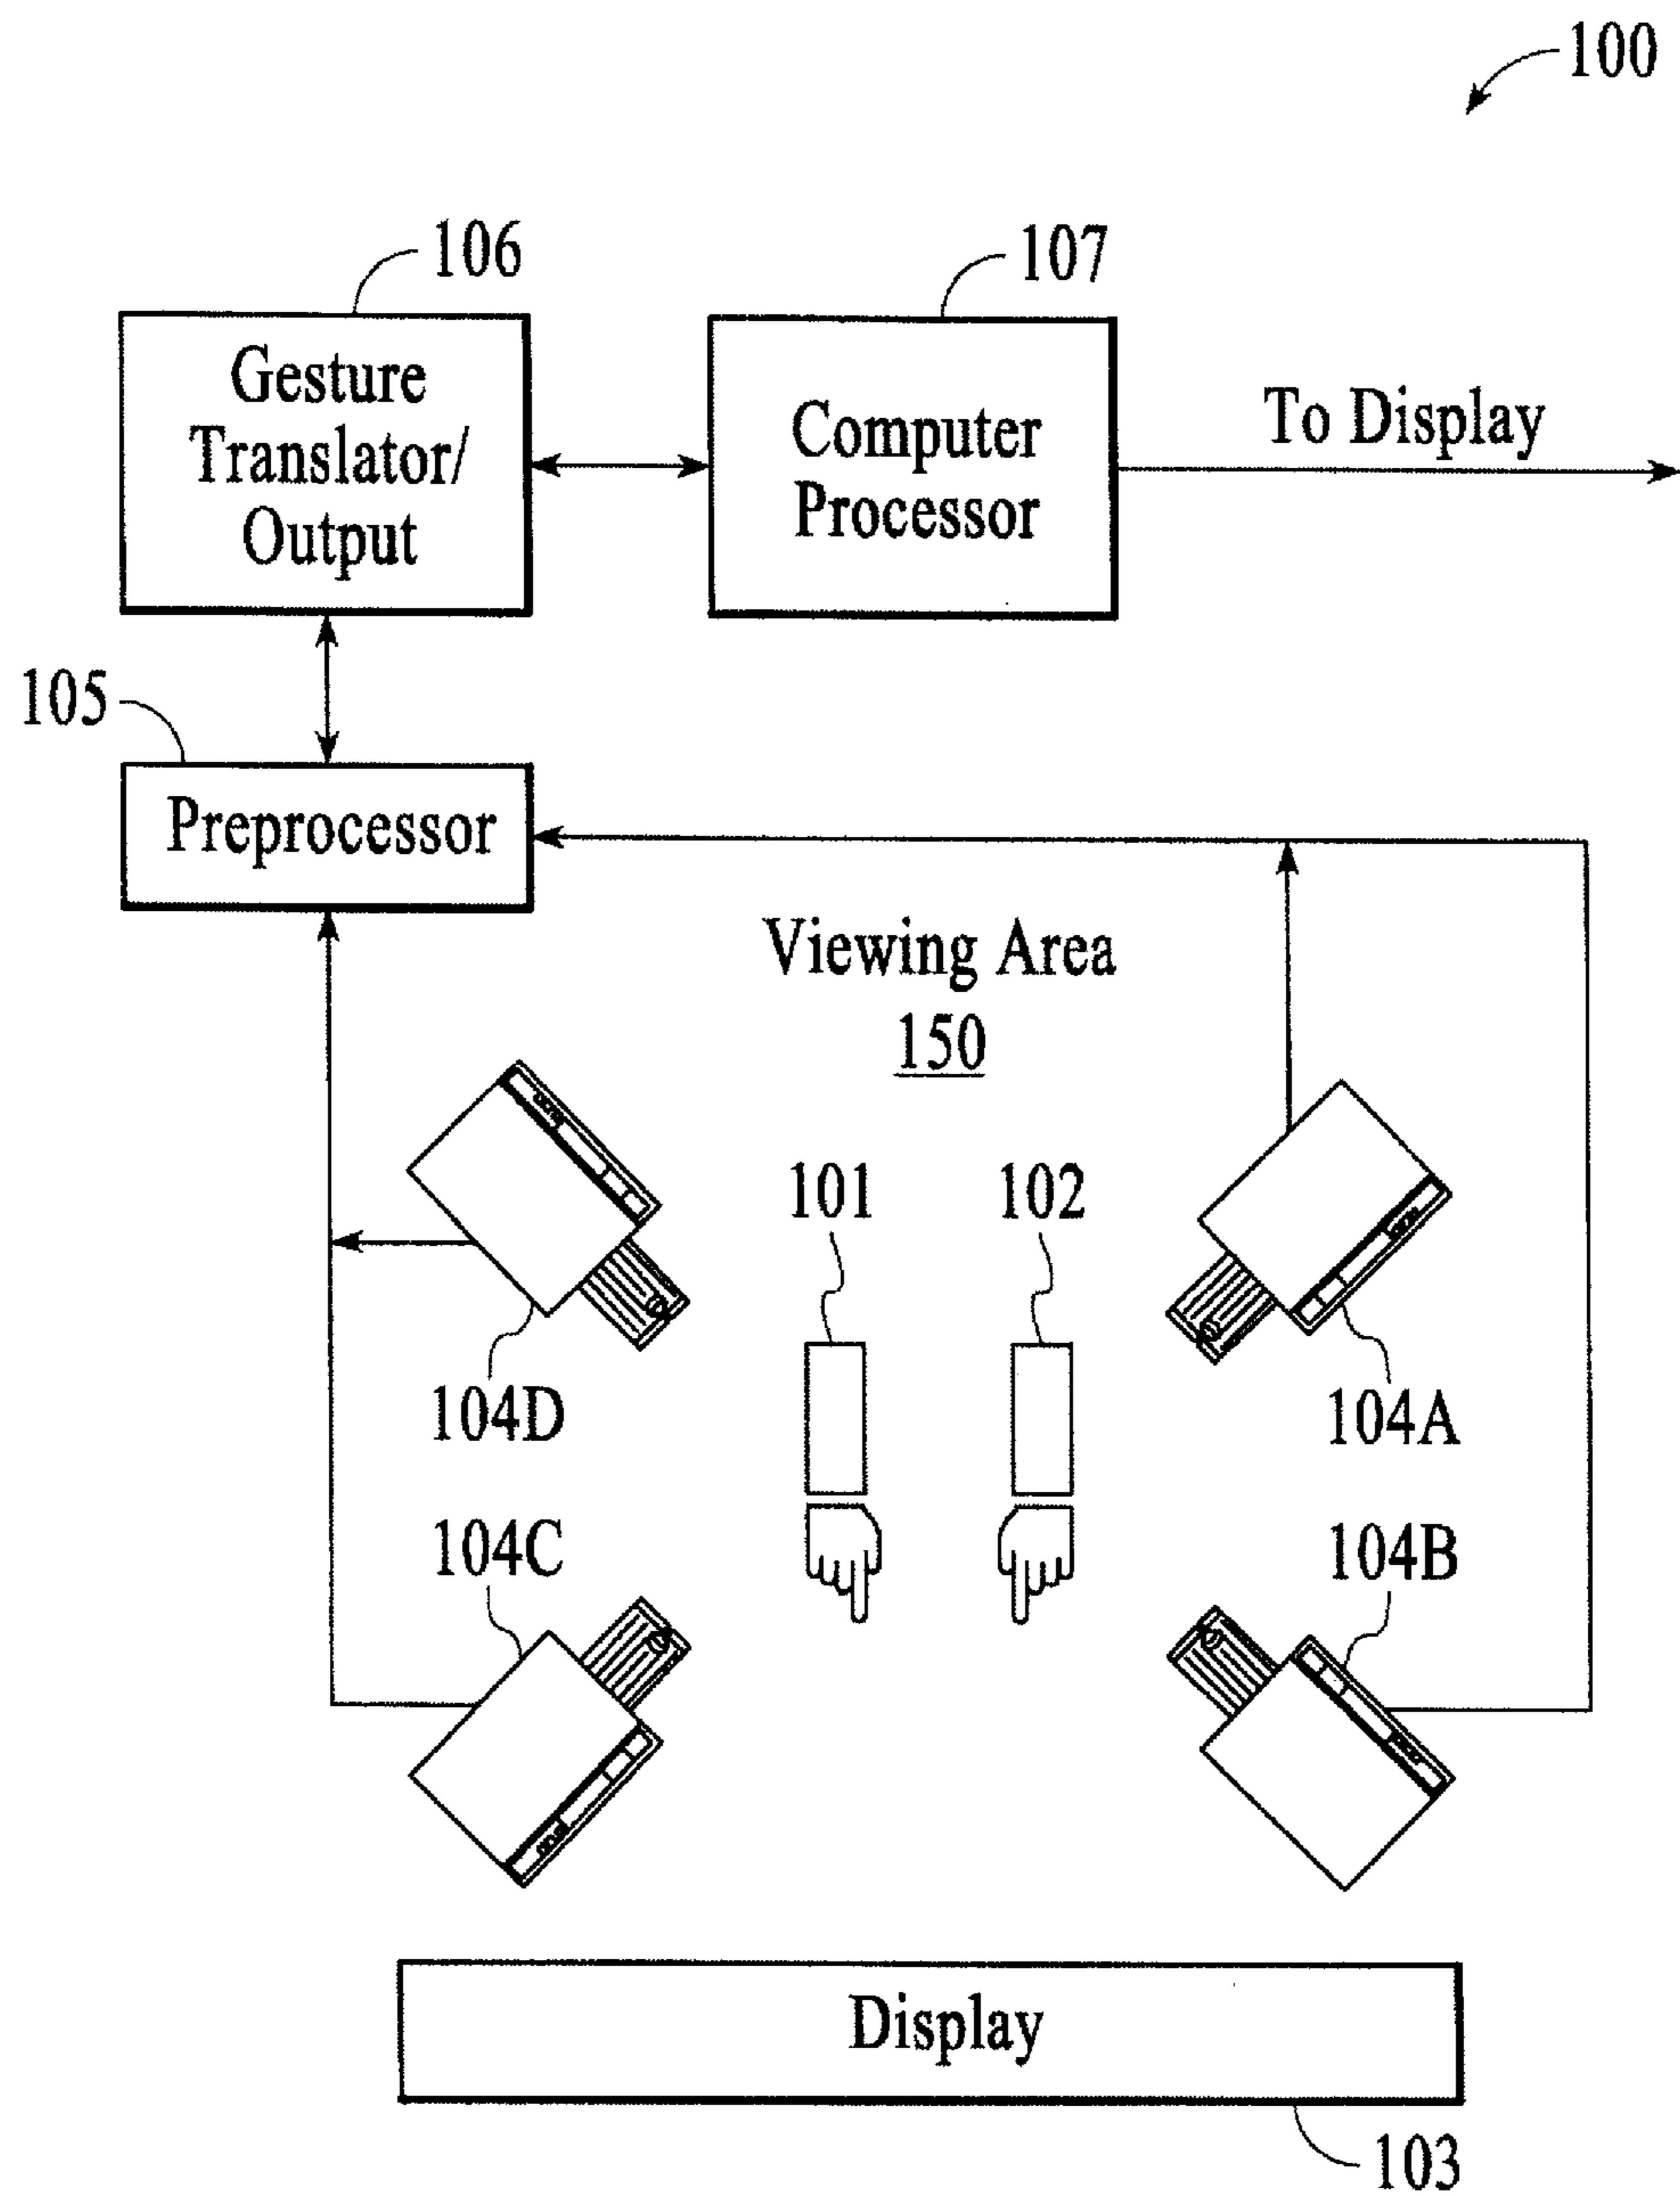 100
106
107
Gesture
Translator/
Output
Computer
Processor
To Display
105
Preprocessor
Viewing Area
150
101
102
104D
104A
104C
104B
Display
103